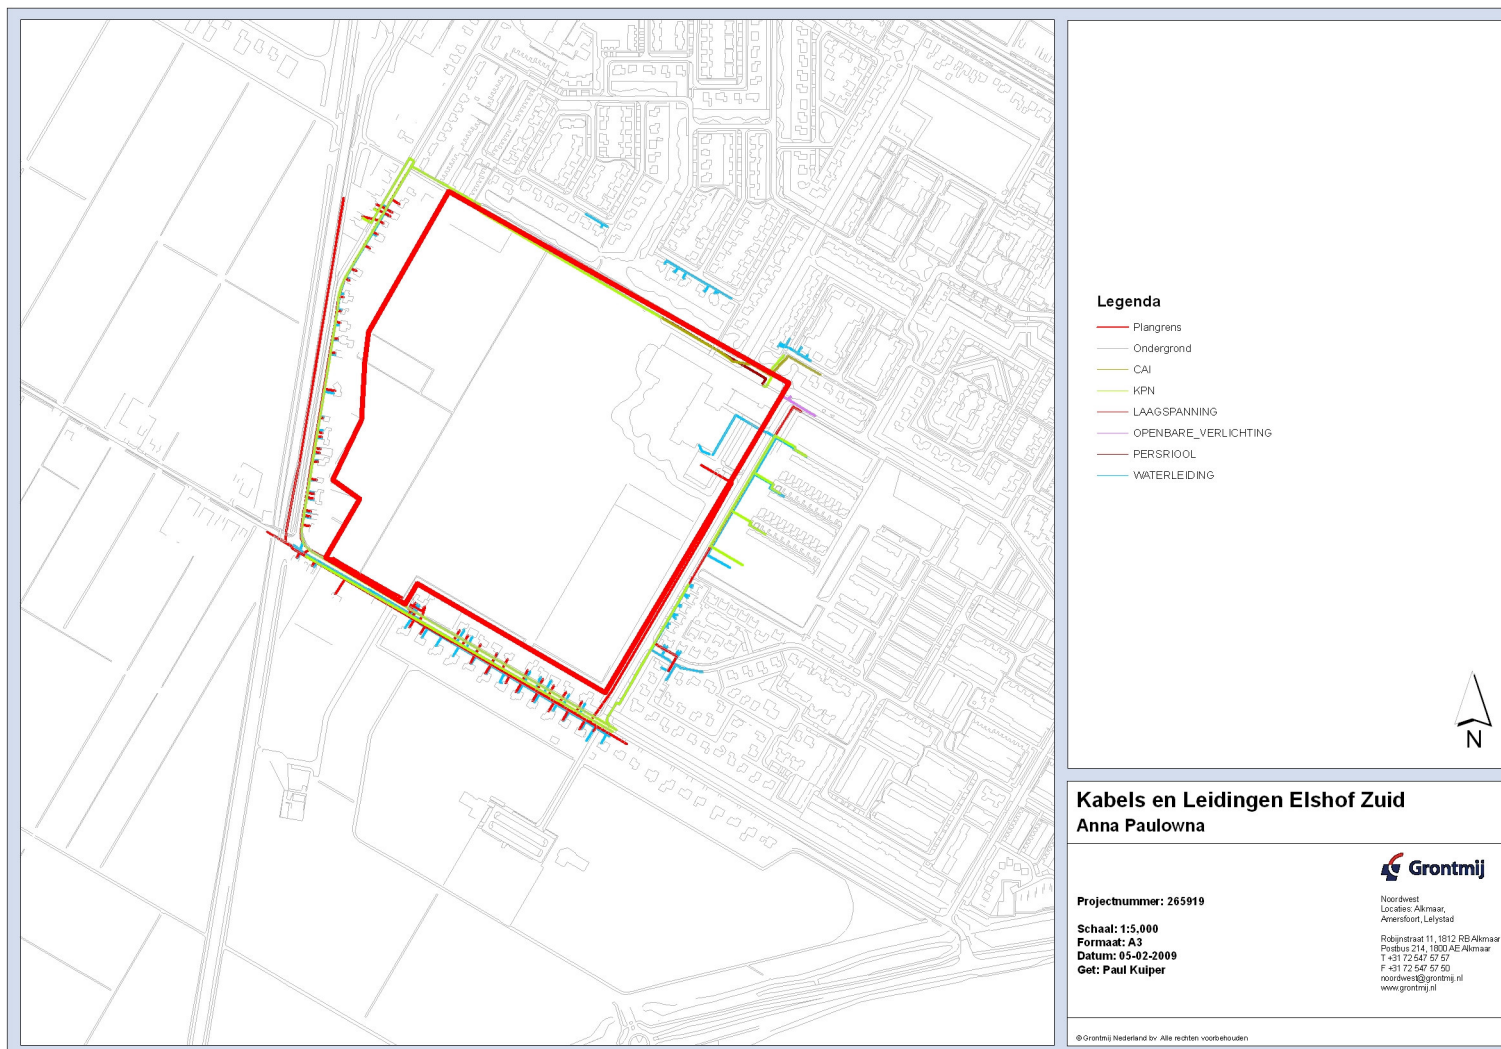 Legenda
Plangrens
Ondergrond
CAI
KPN
LAAGSPANNING
OPENBARE_VERLICHTING
PERSRIOOL
WATERLEIDING
N
Kabels en Leidingen Elshof Zuid
Anna Paulowna
Grontmij
Projectnummer: 265919
Schaal: 1:5,000
Formaat: A3
Datum: 05-02-2009
Get: Paul Kuiper
Noordwest
Locaties: Alkmaar,
Amersfoort, Lelystad
Robijnstraat 11, 1812 RB Alkmaar
Postbus 214, 1800 AE Alkmaar
T +31 72 547 57 57
F +31 72 547 57 50
noordwest@grontmij.nl
www.grontmij.nl
© Grontmij Nederland bv. Alle rechten voorbehouden